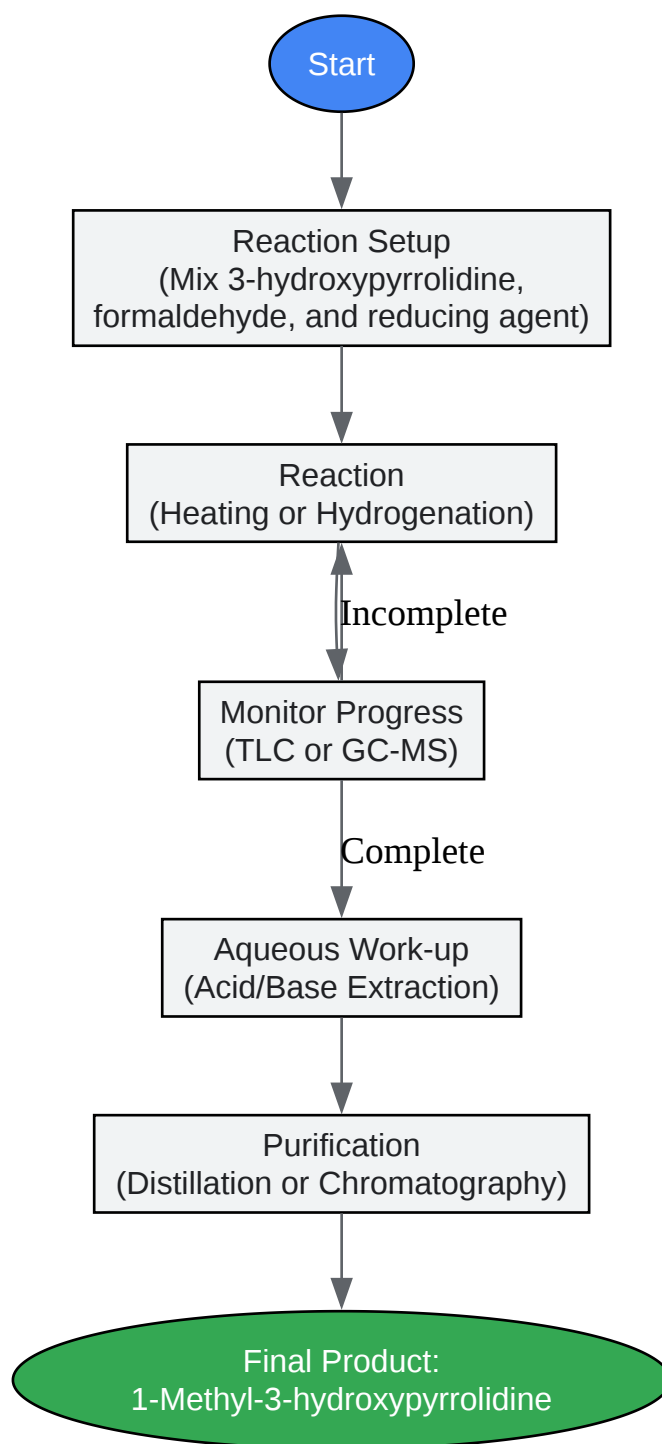 Start
Reaction Setup
(Mix 3-hydroxypyrrolidine,
formaldehyde, and reducing agent)
Reaction
(Heating or Hydrogenation)
Incomplete
Monitor Progress
(TLC or GC-MS)
Complete
Aqueous Work-up
(Acid/Base Extraction)
Purification
(Distillation or Chromatography)
Final Product:
1-Methyl-3-hydroxypyrrolidine